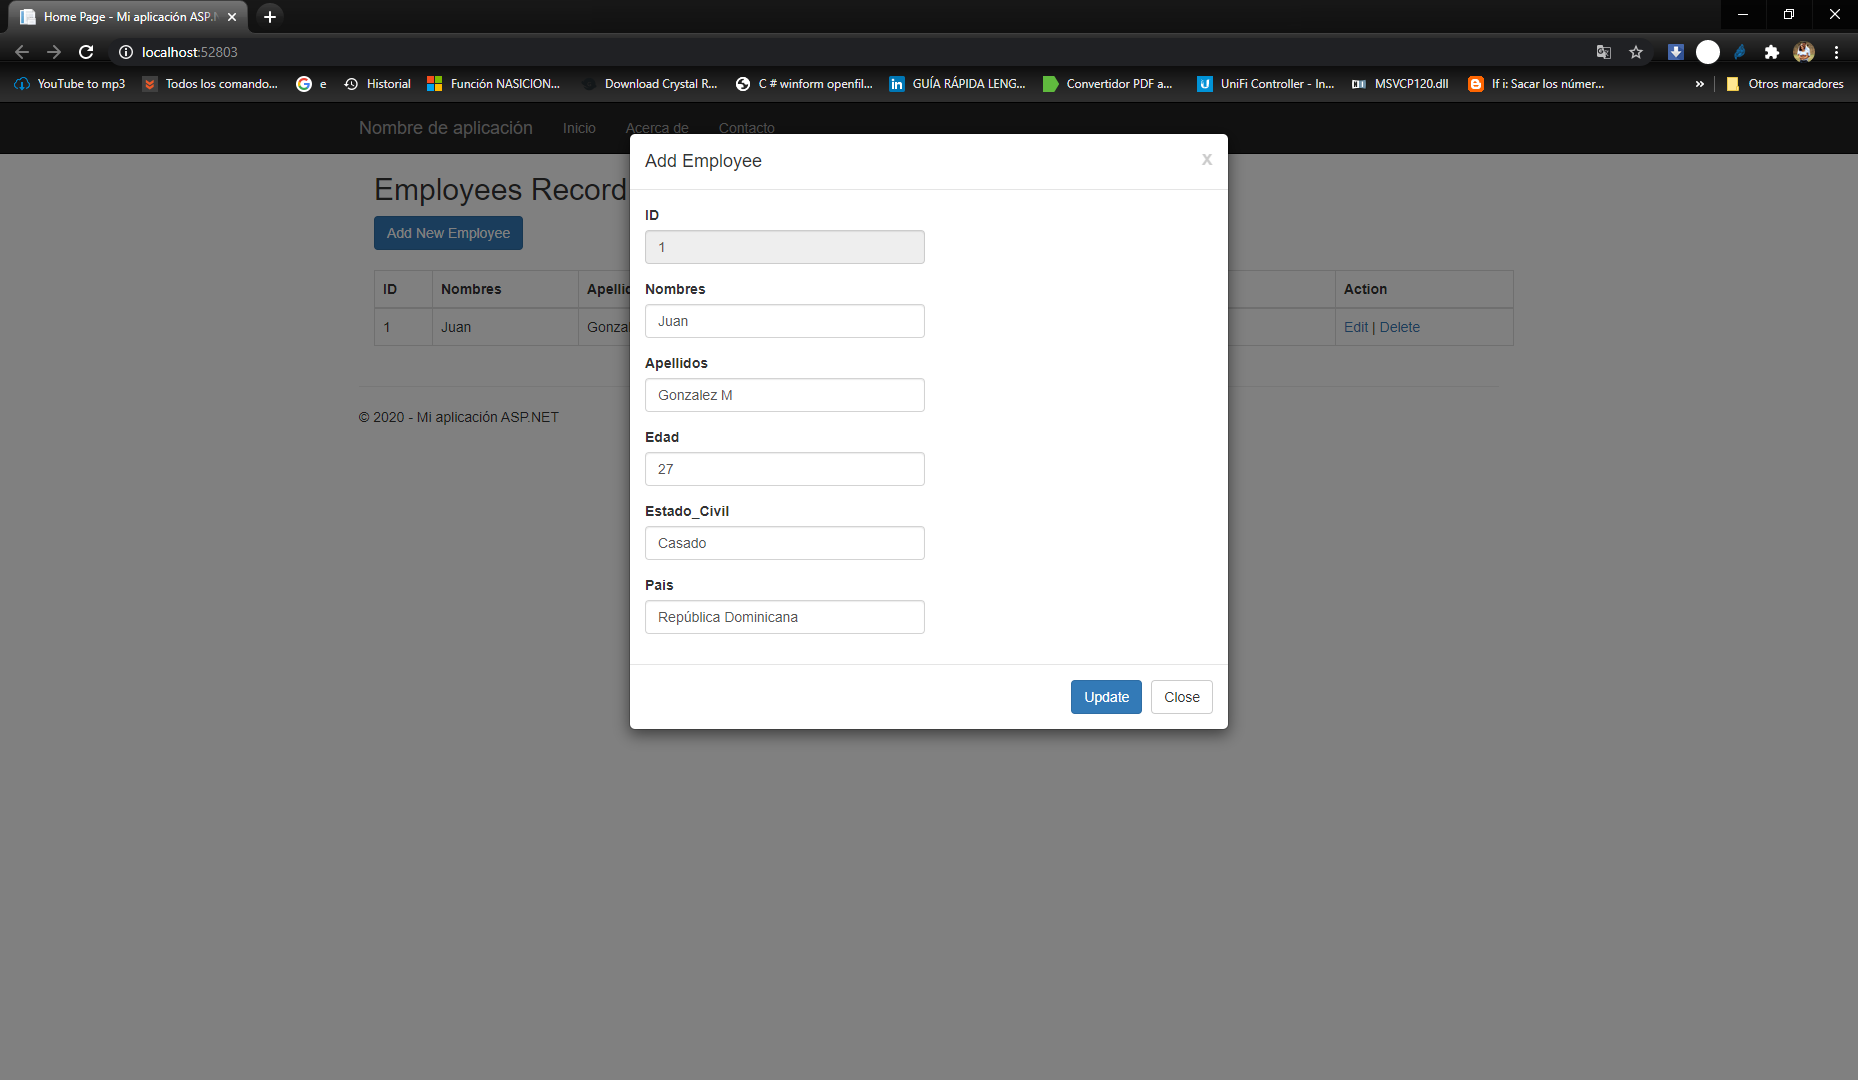 Home Page - Mi aplicación ASP.N
localhost:52803
YouTube to mp3 Todos los comando... e Historial Función NASICION... Download Crystal R... C # winform openfil... GUÍA RÁPIDA LENG... Convertidor PDF a... UniFi Controller - In... MSVCP120.dll If i: Sacar los númer... » Otros marcadores
Nombre de aplicación Inicio Acerca de Contacto
Employees Record
Add New Employee
ID Nombres Apellid Action
1 Juan Gonza Edit | Delete
© 2020 - Mi aplicación ASP.NET
Add Employee x
ID
1
Nombres
Juan
Apellidos
Gonzalez M
Edad
27
Estado_Civil
Casado
Pais
República Dominicana
Update Close